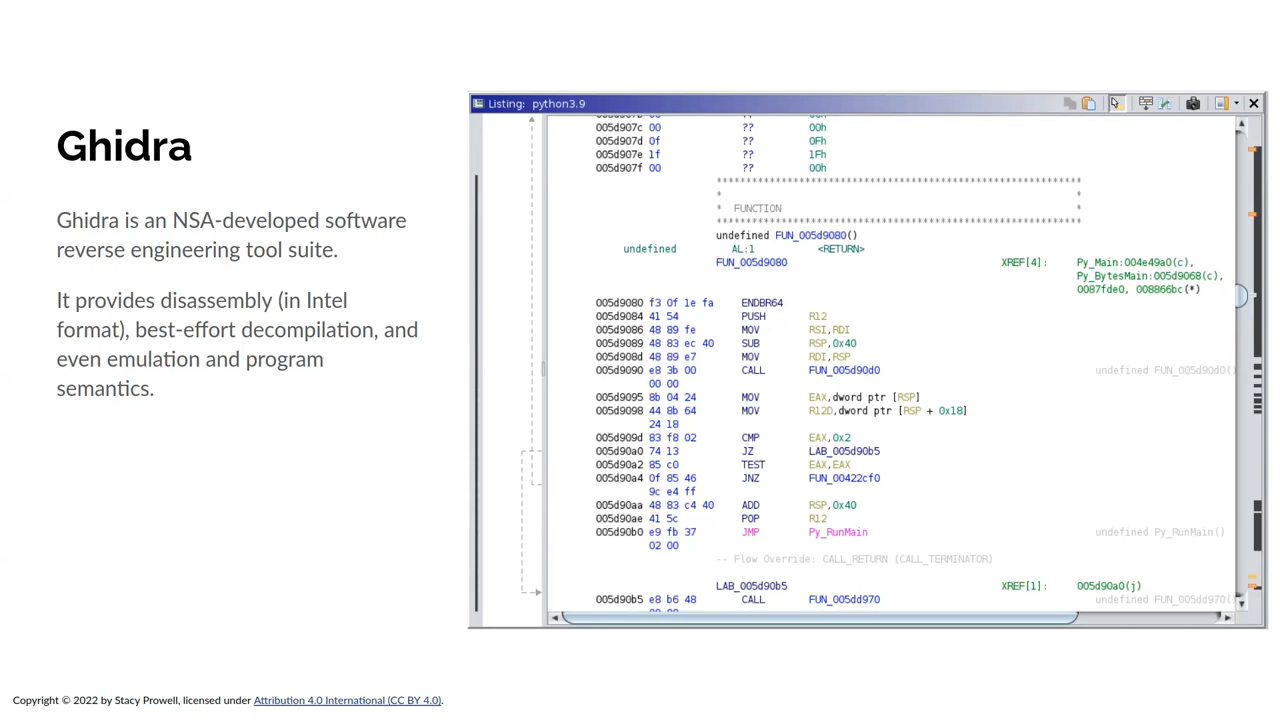 Ghidra
Ghidra is an NSA-developed software
reverse engineering tool suite.
It provides disassembly (in Intel
format), best-effort decompilation, and
even emulation and program
semantics.
Listing: python3.9
005d907c 00 ?? 00h
005d907d 0f ?? 0Fh
005d907e 1f ?? 1Fh
005d907f 00 ?? 00h
************************************************************
* *
* FUNCTION *
************************************************************
undefined FUN_005d9080()
undefined AL:1 <RETURN>
FUN_005d9080 XREF[4]: Py_Main:004e49a0(c),
Py_BytesMain:005d9068(c),
0087fde0, 008866bc(*)
005d9080 f3 0f 1e fa ENDBR64
005d9084 41 54 PUSH R12
005d9086 48 89 fe MOV RSI,RDI
005d9089 48 83 ec 40 SUB RSP,0x40
005d908d 48 89 e7 MOV RDI,RSP
005d9090 e8 3b 00 CALL FUN_005d90d0 undefined FUN_005d90d0()
00 00
005d9095 8b 04 24 MOV EAX,dword ptr [RSP]
005d9098 44 8b 64 MOV R12D,dword ptr [RSP + 0x18]
24 18
005d909d 83 f8 02 CMP EAX,0x2
005d90a0 74 13 JZ LAB_005d90b5
005d90a2 85 c0 TEST EAX,EAX
005d90a4 0f 85 46 JNZ FUN_00422cf0
9c e4 ff
005d90aa 48 83 c4 40 ADD RSP,0x40
005d90ae 41 5c POP R12
005d90b0 e9 fb 37 JMP Py_RunMain undefined Py_RunMain()
02 00
-- Flow Override: CALL_RETURN (CALL_TERMINATOR)
LAB_005d90b5 XREF[1]: 005d90a0(j)
005d90b5 e8 b6 48 CALL FUN_005dd970 undefined FUN_005dd970()
Copyright © 2022 by Stacy Prowell, licensed under Attribution 4.0 International (CC BY 4.0).